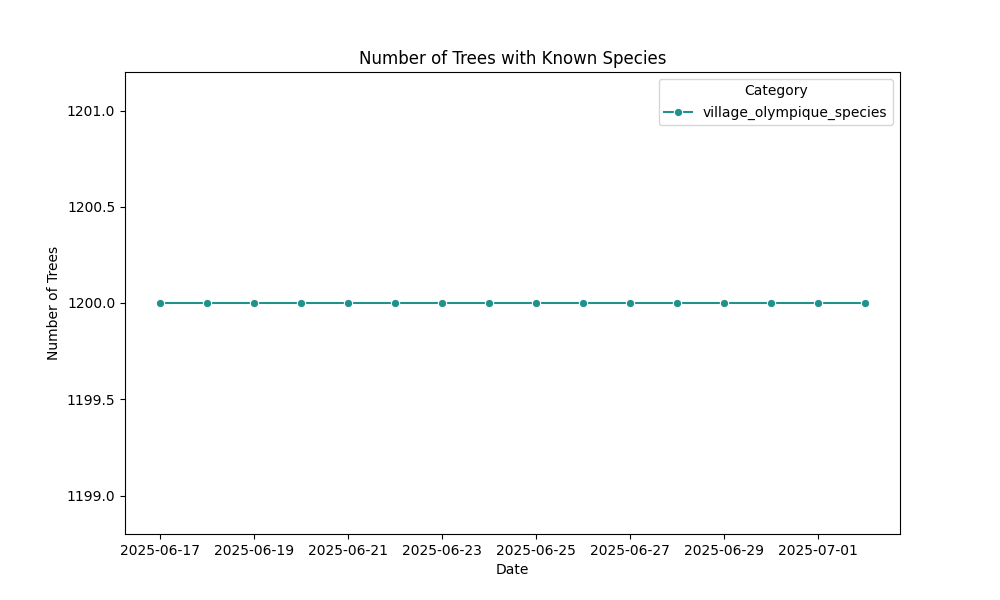 Number of Trees with Known Species
Category
village_olympique_species
1201.0
1200.5
1200.0
1199.5
1199.0
Number of Trees
2025-06-17
2025-06-19
2025-06-21
2025-06-23
2025-06-25
2025-06-27
2025-06-29
2025-07-01
Date